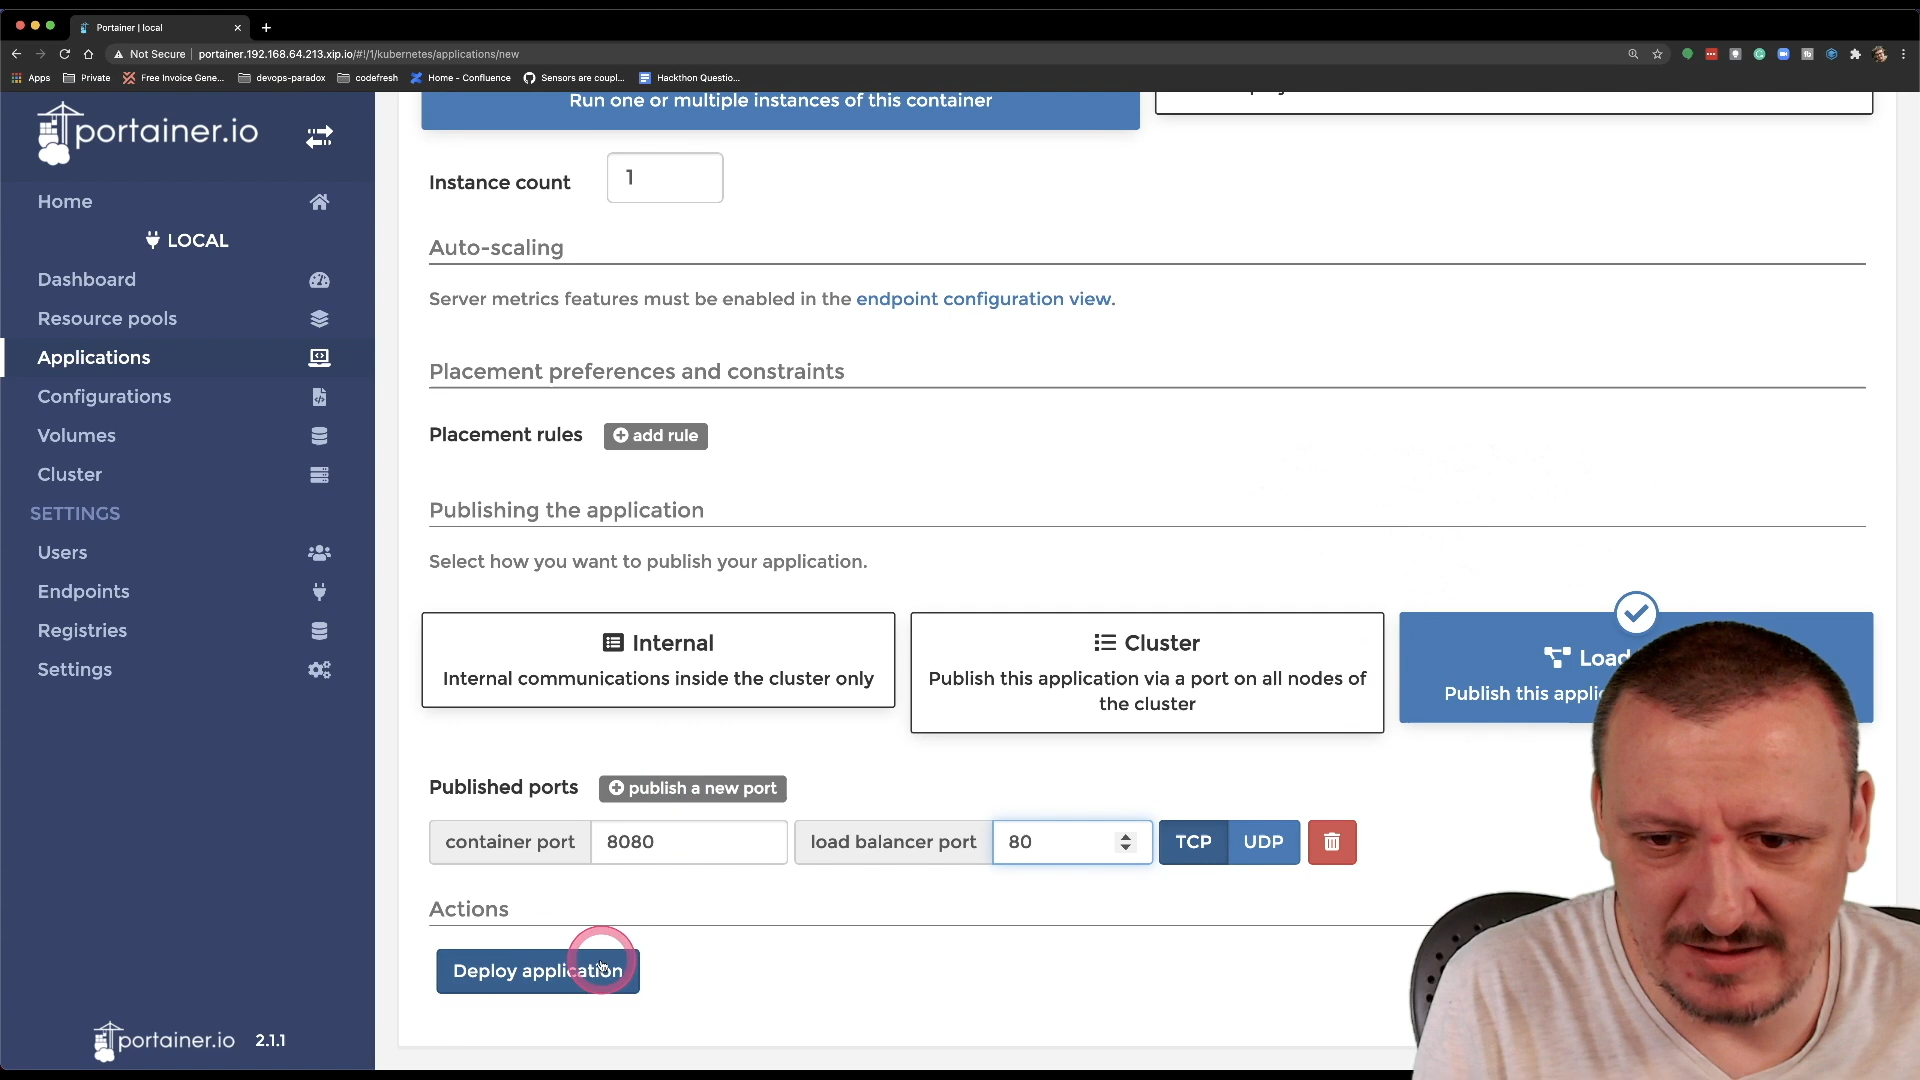 Portainer | local
Not Secure
portainer.192.168.64.213.xip.io/#!/1/kubernetes/applications/new
Apps
Private
Free Invoice Gene...
devops-paradox
codefresh
Home - Confluence
Sensors are coupl...
Hackthon Questio...
portainer.io
Home
LOCAL
Dashboard
Resource pools
Applications
Configurations
Volumes
Cluster
SETTINGS
Users
Endpoints
Registries
Settings
portainer.io 2.1.1
Run one or multiple instances of this container
Instance count
1
Auto-scaling
Server metrics features must be enabled in the endpoint configuration view.
Placement preferences and constraints
Placement rules
add rule
Publishing the application
Select how you want to publish your application.
Internal
Internal communications inside the cluster only
Cluster
Publish this application via a port on all nodes of
the cluster
Load
Publish this appli
Published ports
publish a new port
container port
8080
load balancer port
80
TCP
UDP
Actions
Deploy application